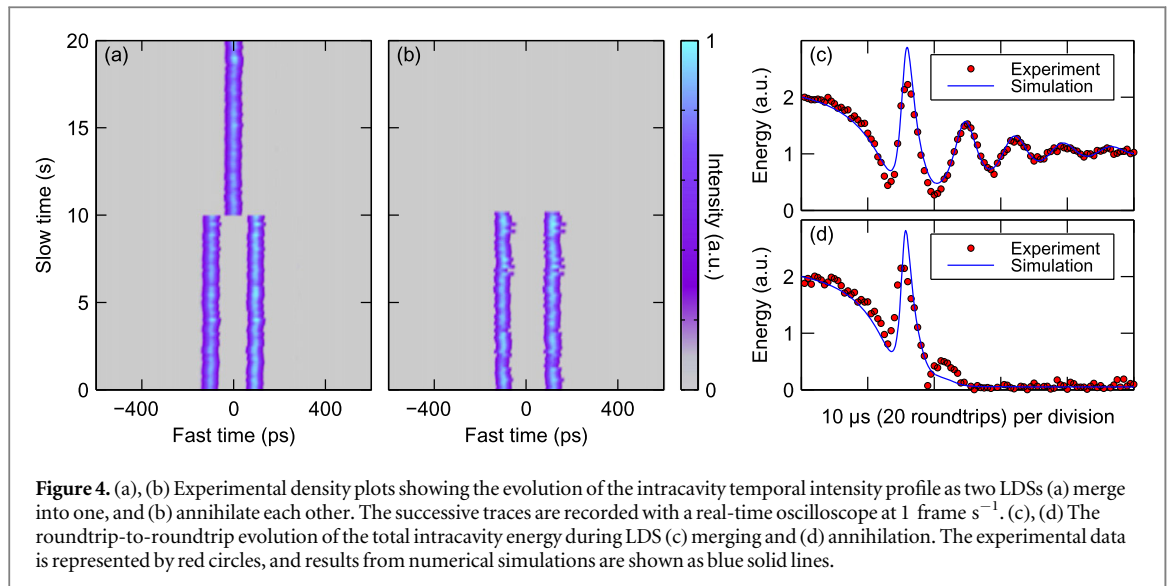 (a)
(b)
20
15
10
5
0
Slow time (s)
−400
0
400
Fast time (ps)
−400
0
400
Fast time (ps)
1
0
Intensity (a.u.)
(c)
Experiment
Simulation
2
1
0
Energy (a.u.)
(d)
Experiment
Simulation
2
1
0
Energy (a.u.)
10 μs (20 roundtrips) per division
Figure 4. (a), (b) Experimental density plots showing the evolution of the intracavity temporal intensity profile as two LDSs (a) merge
into one, and (b) annihilate each other. The successive traces are recorded with a real-time oscilloscope at 1 frame s⁻¹. (c), (d) The
roundtrip-to-roundtrip evolution of the total intracavity energy during LDS (c) merging and (d) annihilation. The experimental data
is represented by red circles, and results from numerical simulations are shown as blue solid lines.